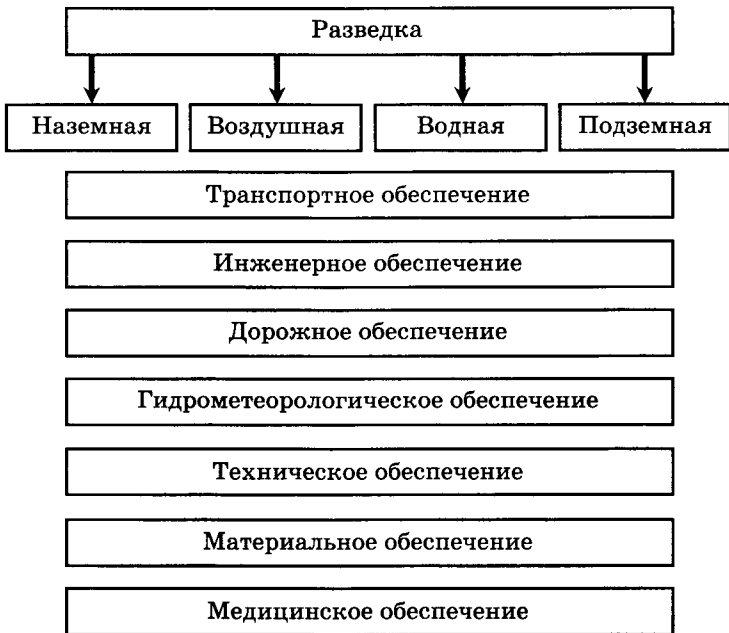 Разведка
Наземная Воздушная Водная Подземная
Транспортное обеспечение
Инженерное обеспечение
Дорожное обеспечение
Гидрометеорологическое обеспечение
Техническое обеспечение
Материальное обеспечение
Медицинское обеспечение